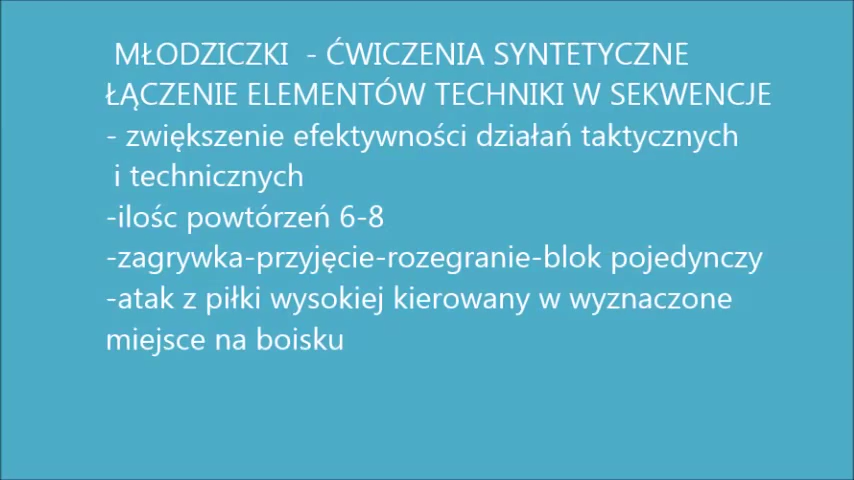 MŁODZICZKI - ĆWICZENIA SYNTETYCZNE
ŁĄCZENIE ELEMENTÓW TECHNIKI W SEKWENCJE
- zwiększenie efektywności działań taktycznych
i technicznych
-ilośc powtórzeń 6-8
-zagrywka-przyjęcie-rozegranie-blok pojedynczy
-atak z piłki wysokiej kierowany w wyznaczone
miejsce na boisku